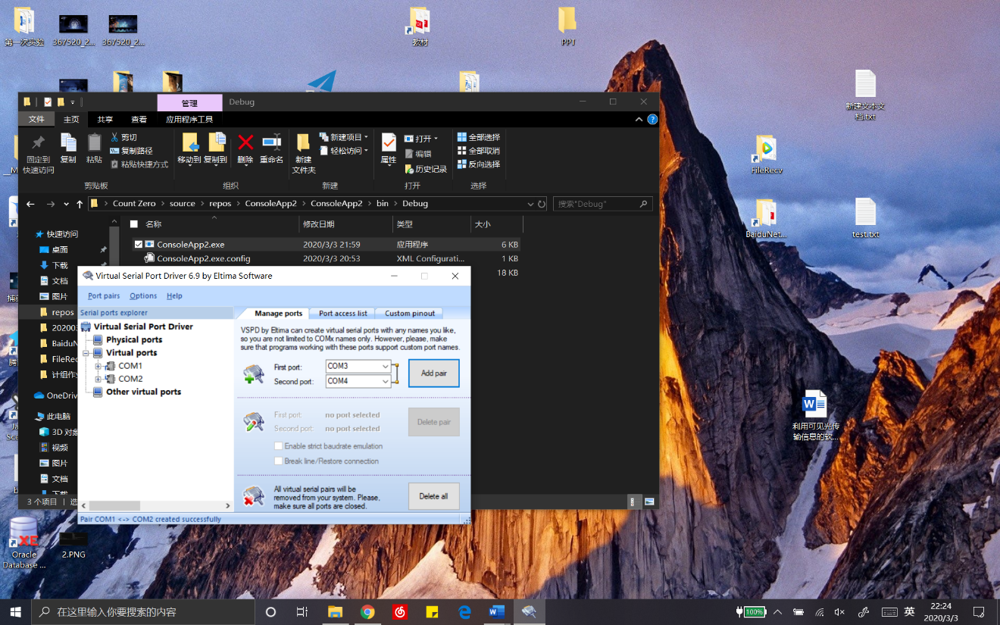 第一次实验
367520_2...
367520_2...
教材
PPT
新建文本文
档.txt
FileRecv
BaiduNet...
test.txt
利用可见光传
输信息的软...
Oracle
Database ...
2.PNG
管理
Debug
文件
主页
共享
查看
应用程序工具
固定到
快速访问
复制
粘贴
剪切
复制路径
粘贴快捷方式
剪贴板
移动到
复制到
删除
重命名
组织
新建
文件夹
新建项目
轻松访问
新建
属性
打开
编辑
历史记录
打开
全部选择
全部取消
反向选择
选择
Count Zero > source > repos > ConsoleApp2 > ConsoleApp2 > bin > Debug
搜索"Debug"
名称
修改日期
类型
大小
ConsoleApp2.exe 2020/3/3 21:59 应用程序 6 KB
ConsoleApp2.exe.config 2020/3/3 20:53 XML Configurati... 1 KB
18 KB
快速访问
桌面
下载
文档
图片
repos
202003
BaiduN
FileRec
计组作业
OneDriv
此电脑
3D 对象
视频
图片
文档
下载
3 个项目
Virtual Serial Port Driver 6.9 by Eltima Software
Port pairs
Options
Help
Serial ports explorer
Virtual Serial Port Driver
Physical ports
Virtual ports
COM1
COM2
Other virtual ports
Manage ports
Port access list
Custom pinout
VSPD by Eltima can create virtual serial ports with any names you like,
so you are not limited to COMx names only. However, please, make
sure that programs working with these ports support custom port names.
First port: COM3
Second port: COM4
Add pair
First port: no port selected
Second port: no port selected
Delete pair
Enable strict baudrate emulation
Break line/Restore connection
All virtual serial pairs will be
removed from your system. Please,
make sure all ports are closed.
Delete all
Pair COM1 <-> COM2 created successfully
在这里输入你要搜索的内容
100%
英
22:24
2020/3/3